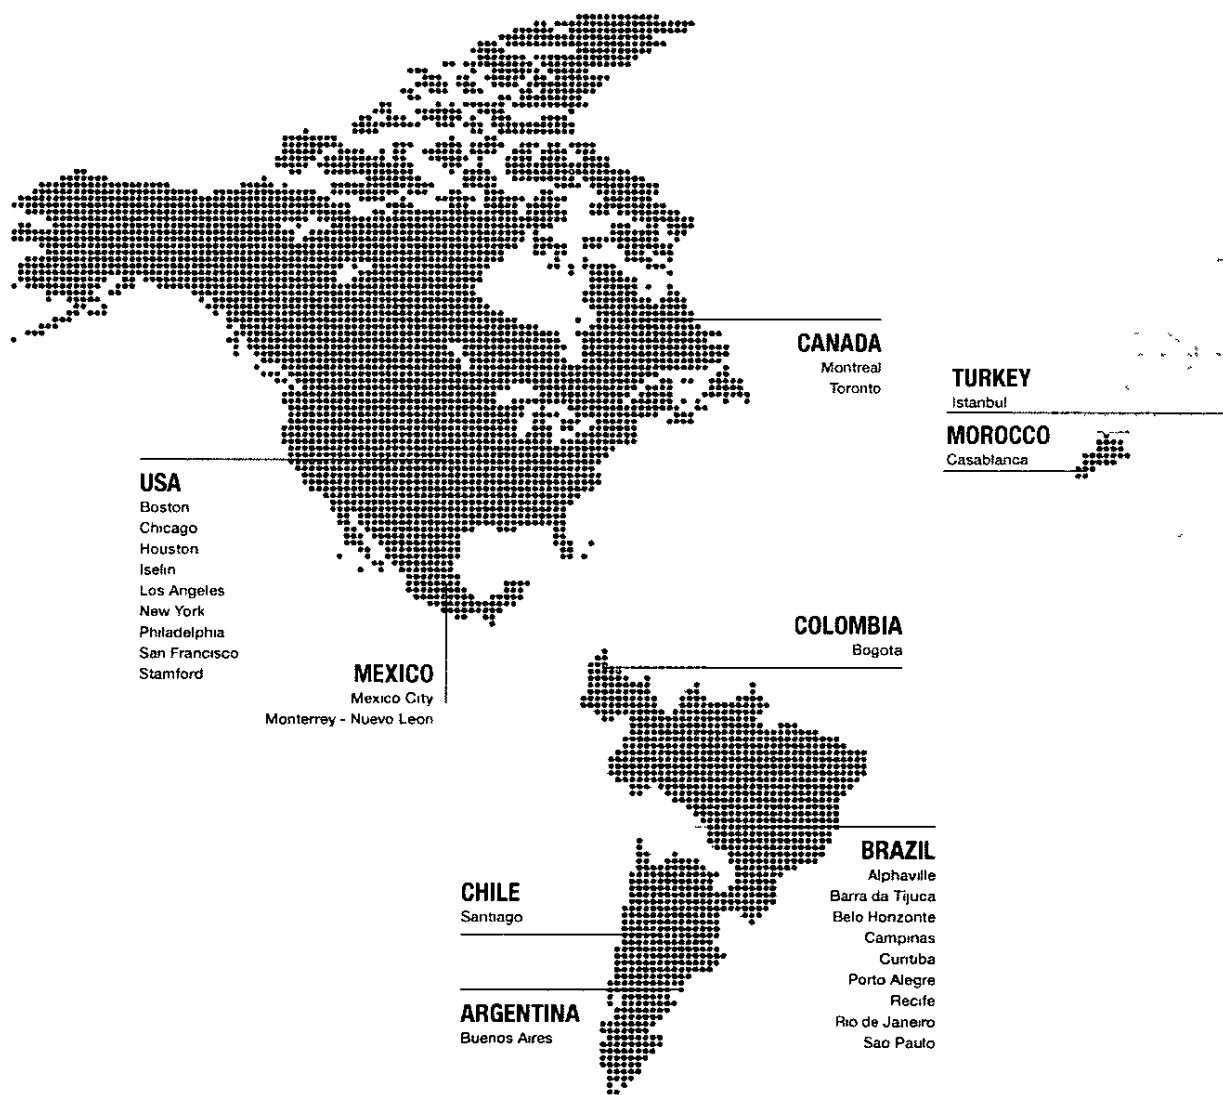 CANADA
Montreal
Toronto
TURKEY
Istanbul
MOROCCO
Casablanca
USA
Boston
Chicago
Houston
Iselin
Los Angeles
New York
Philadelphia
San Francisco
Stamford
MEXICO
Mexico City
Monterrey - Nuevo Leon
COLOMBIA
Bogota
BRAZIL
Alphaville
Barra da Tijuca
Belo Horizonte
Campinas
Curitiba
Porto Alegre
Recife
Rio de Janeiro
Sao Paulo
CHILE
Santiago
ARGENTINA
Buenos Aires